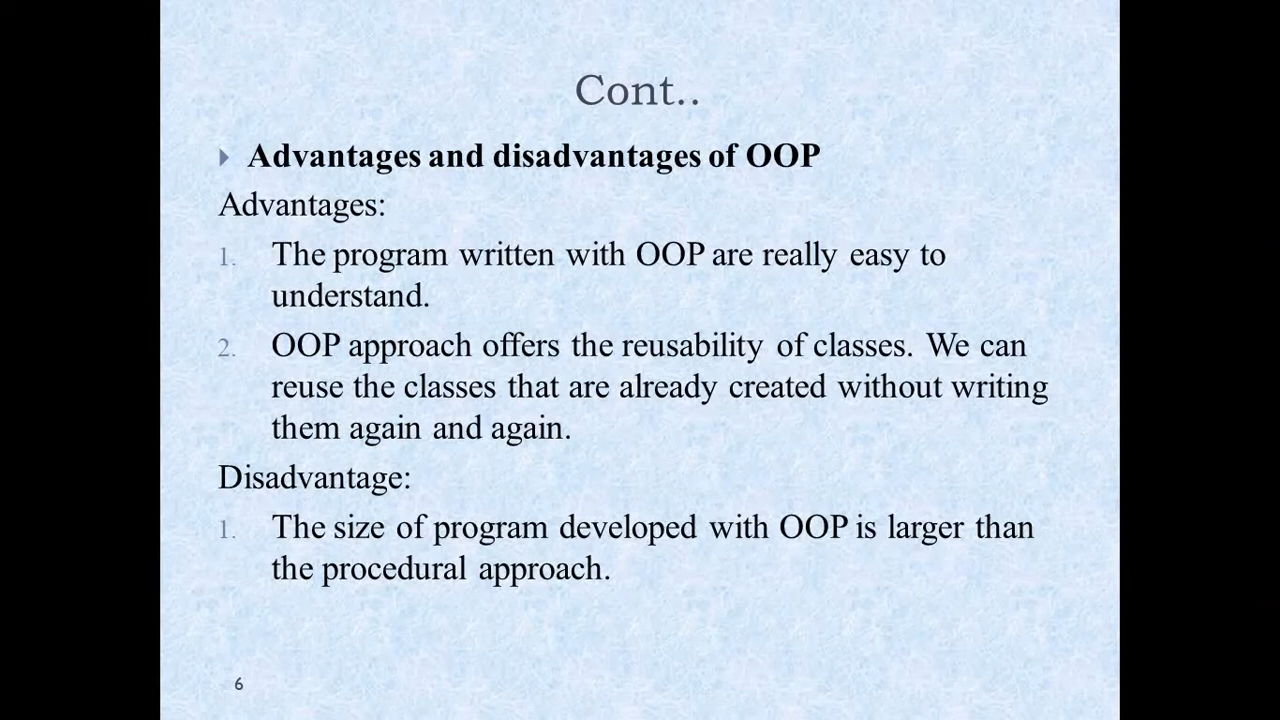 Cont..
Advantages and disadvantages of OOP
Advantages:
1. The program written with OOP are really easy to
understand.
2. OOP approach offers the reusability of classes. We can
reuse the classes that are already created without writing
them again and again.
Disadvantage:
1. The size of program developed with OOP is larger than
the procedural approach.
6